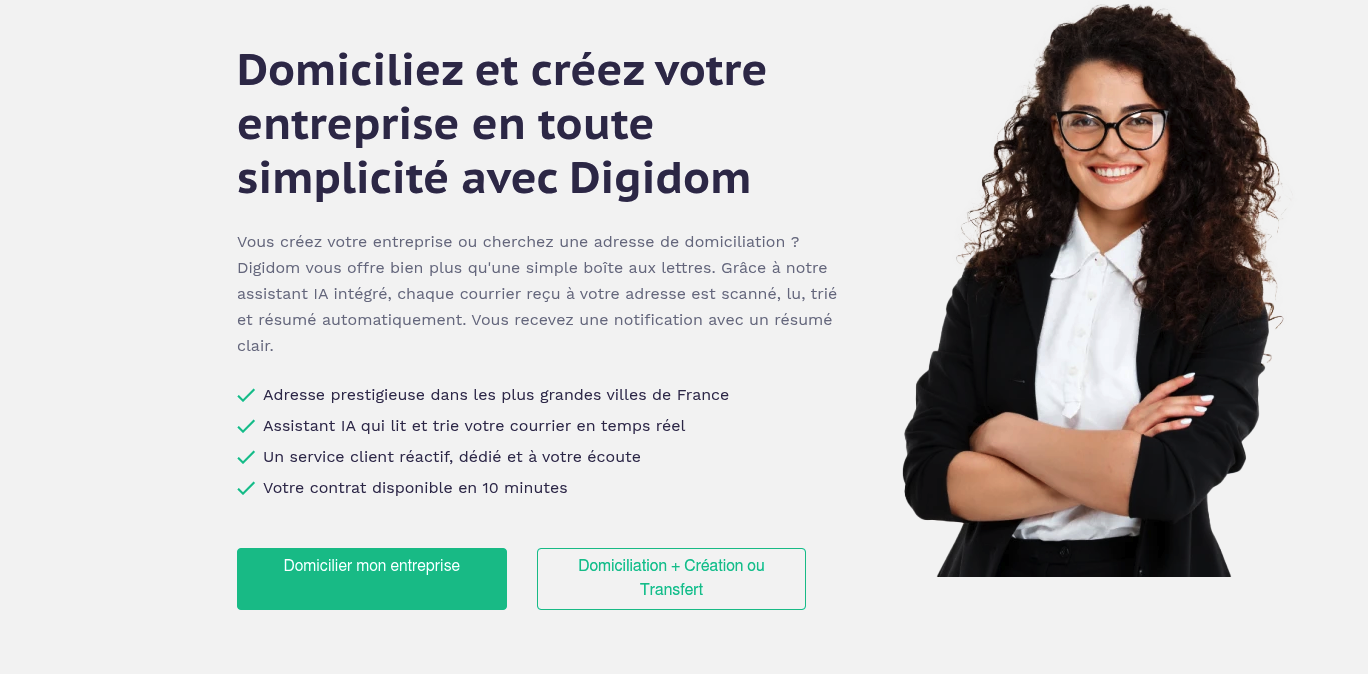 Domiciliez et créez votre
entreprise en toute
simplicité avec Digidom
Vous créez votre entreprise ou cherchez une adresse de domiciliation ?
Digidom vous offre bien plus qu'une simple boîte aux lettres. Grâce à notre
assistant IA intégré, chaque courrier reçu à votre adresse est scanné, lu, trié
et résumé automatiquement. Vous recevez une notification avec un résumé
clair.
Adresse prestigieuse dans les plus grandes villes de France
Assistant IA qui lit et trie votre courrier en temps réel
Un service client réactif, dédié et à votre écoute
Votre contrat disponible en 10 minutes
Domicilier mon entreprise
Domiciliation + Création ou
Transfert